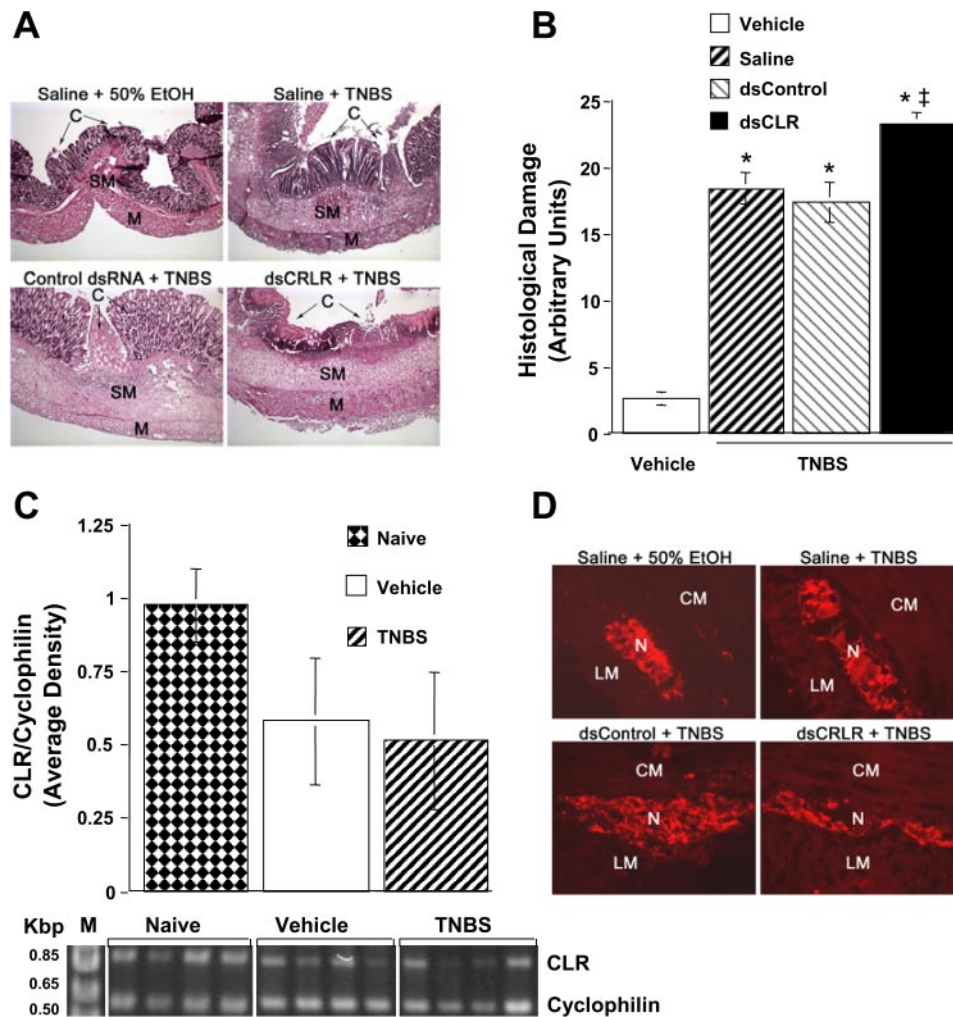 A
Saline + 50% EtOH
C
SM
M
Saline + TNBS
C
SM
M
Control dsRNA + TNBS
C
SM
M
dsCRLR + TNBS
C
SM
M
B
Vehicle
Saline
dsControl
dsCLR
Histological Damage
(Arbitrary Units)
25
20
15
10
5
0
*
*
* ‡
Vehicle
TNBS
C
CLR/Cyclophilin
(Average Density)
1.25
1
0.75
0.5
0.25
0
Naive
Vehicle
TNBS
Kbp M Naive Vehicle TNBS
0.85
0.65
0.50
CLR
Cyclophilin
D
Saline + 50% EtOH
CM
N
LM
Saline + TNBS
CM
N
LM
dsControl + TNBS
CM
N
LM
dsCRLR + TNBS
CM
N
LM